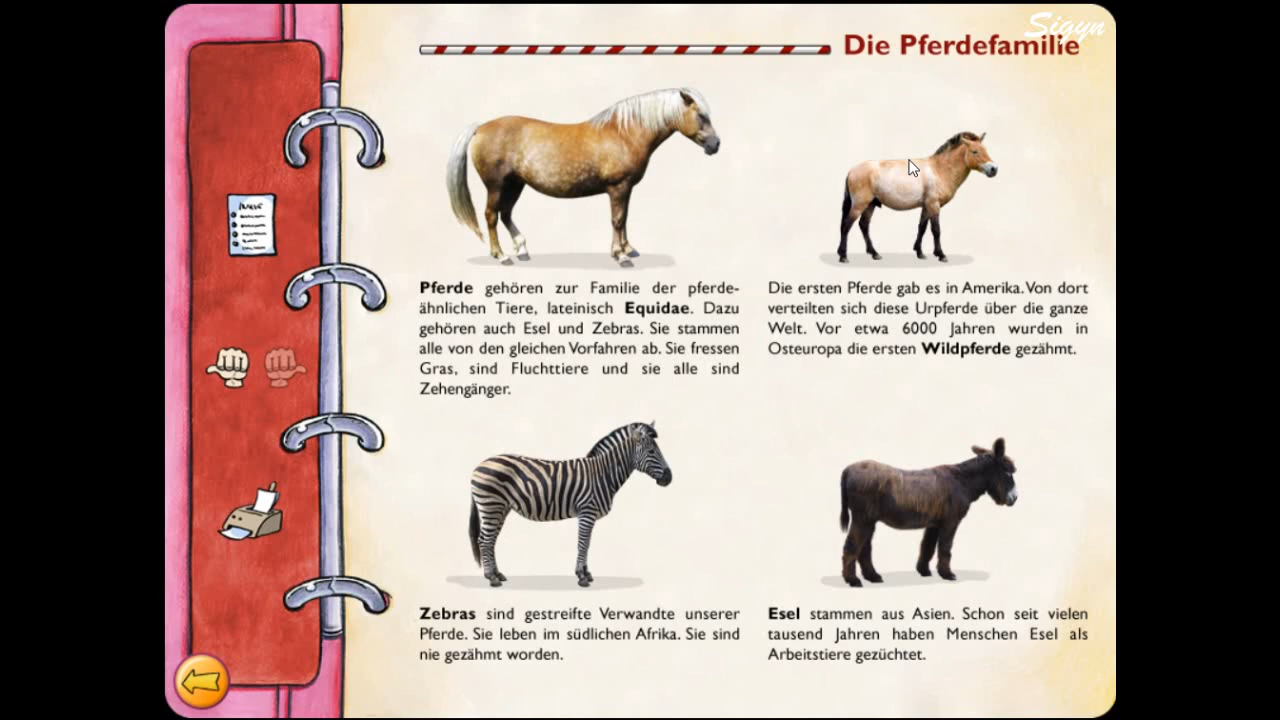 Sigyn
Die Pferdefamilie
Pferde gehören zur Familie der pferde-
ähnlichen Tiere, lateinisch Equidae. Dazu
gehören auch Esel und Zebras. Sie stammen
alle von den gleichen Vorfahren ab. Sie fressen
Gras, sind Fluchttiere und sie alle sind
Zehengänger.
Die ersten Pferde gab es in Amerika. Von dort
verteilten sich diese Urpferde über die ganze
Welt. Vor etwa 6000 Jahren wurden in
Osteuropa die ersten Wildpferde gezähmt.
Zebras sind gestreifte Verwandte unserer
Pferde. Sie leben im südlichen Afrika. Sie sind
nie gezähmt worden.
Esel stammen aus Asien. Schon seit vielen
tausend Jahren haben Menschen Esel als
Arbeitstiere gezüchtet.